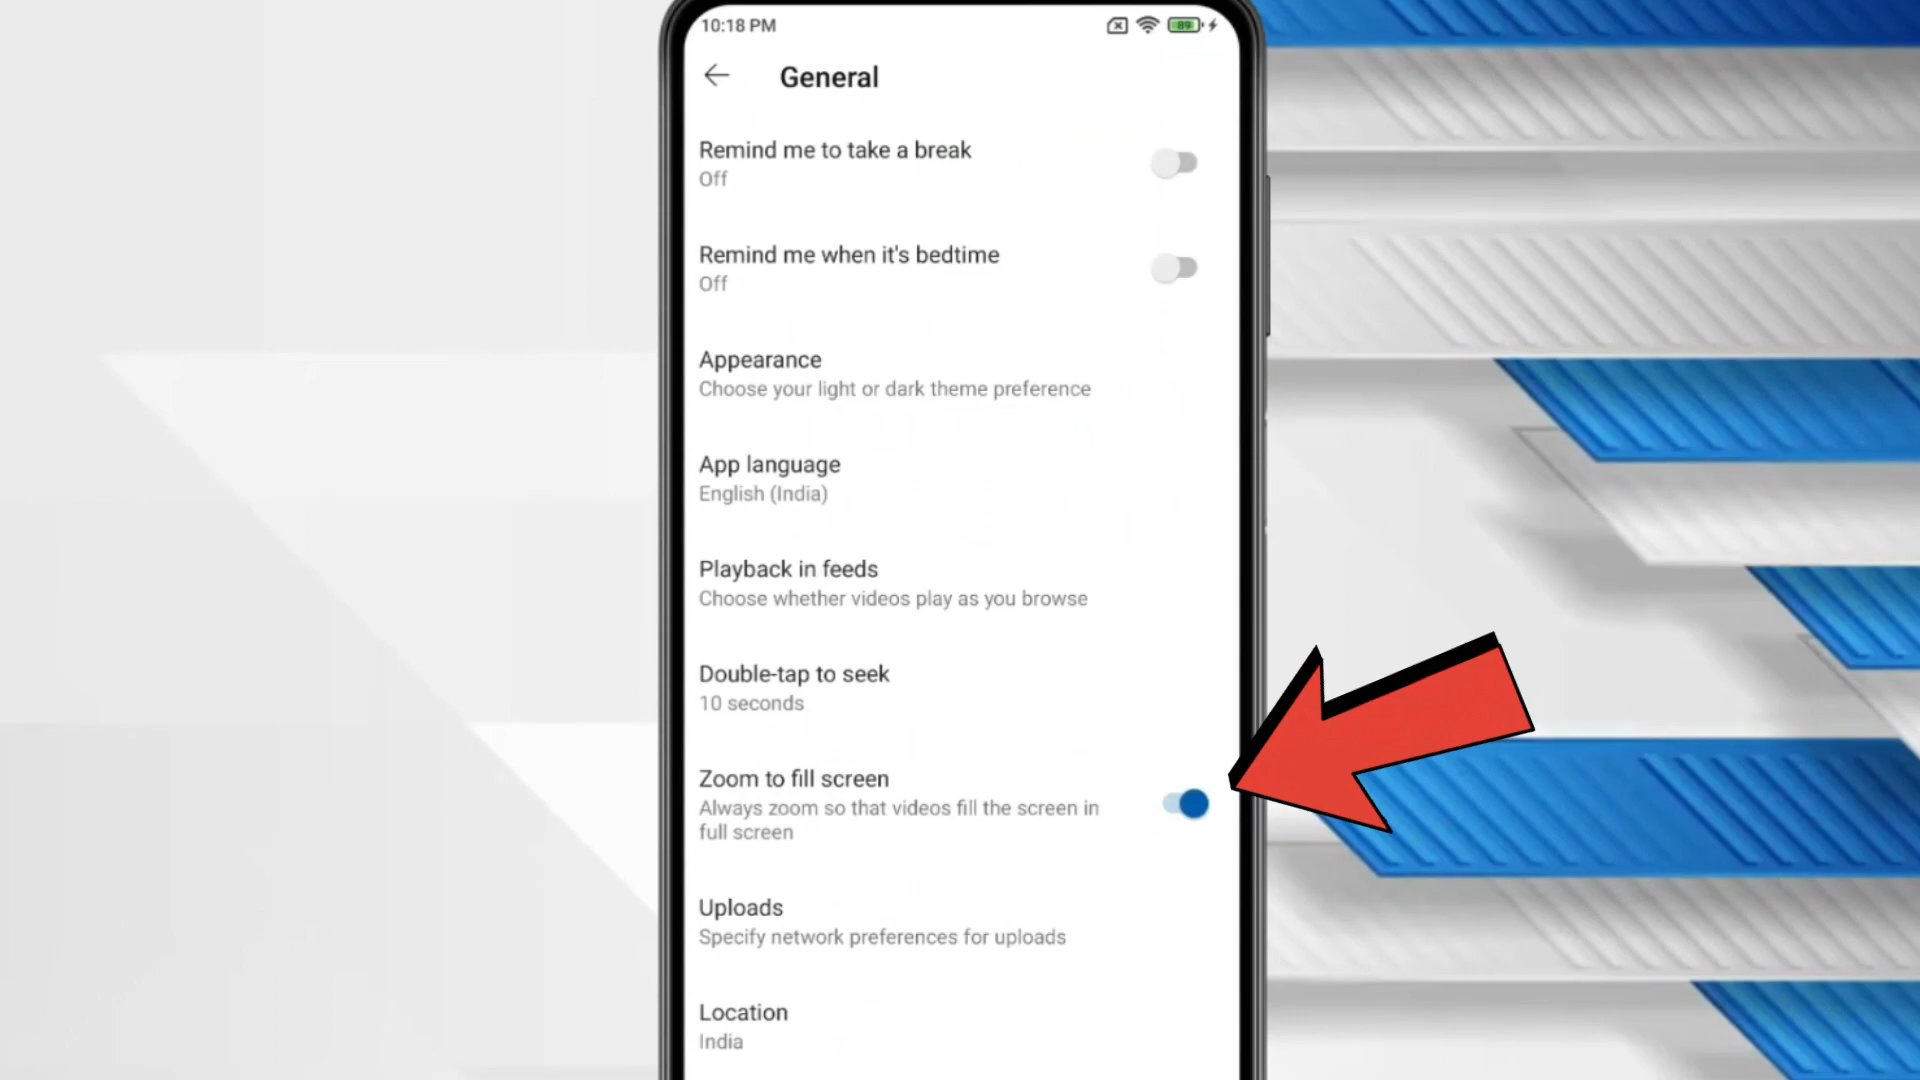 10:18 PM
89
General
Remind me to take a break
Off
Remind me when it's bedtime
Off
Appearance
Choose your light or dark theme preference
App language
English (India)
Playback in feeds
Choose whether videos play as you browse
Double-tap to seek
10 seconds
Zoom to fill screen
Always zoom so that videos fill the screen in
full screen
Uploads
Specify network preferences for uploads
Location
India